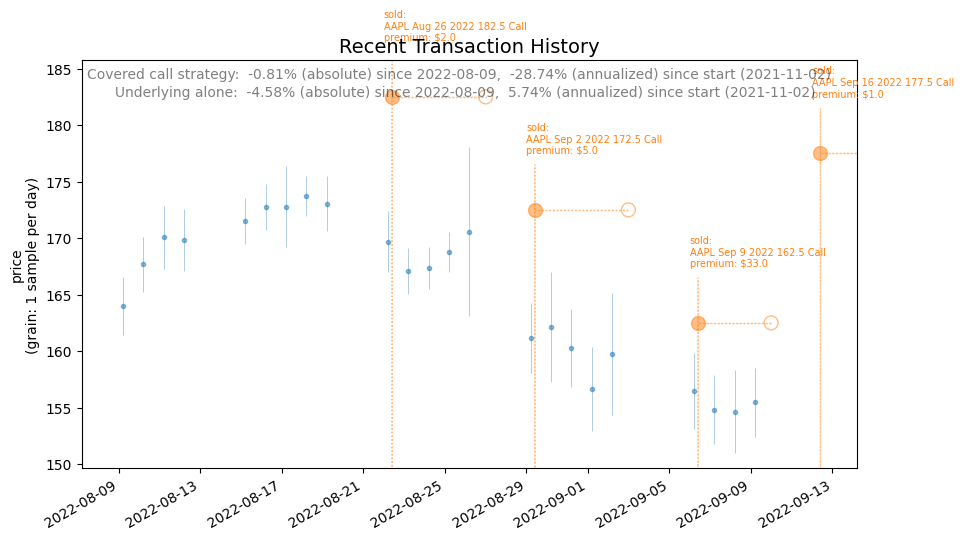 sold:
AAPL Aug 26 2022 182.5 Call
premium: $2.0
Recent Transaction History
Covered call strategy:  -0.81% (absolute) since 2022-08-09,  -28.74% (annualized) since start (2021-11-02)
Underlying alone:  -4.58% (absolute) since 2022-08-09,  5.74% (annualized) since start (2021-11-02)
sold:
AAPL Sep 16 2022 177.5 Call
premium: $1.0
sold:
AAPL Sep 2 2022 172.5 Call
premium: $5.0
sold:
AAPL Sep 9 2022 162.5 Call
premium: $33.0
185
180
175
170
165
160
155
150
price
(grain: 1 sample per day)
2022-08-09
2022-08-13
2022-08-17
2022-08-21
2022-08-25
2022-08-29
2022-09-01
2022-09-05
2022-09-09
2022-09-13